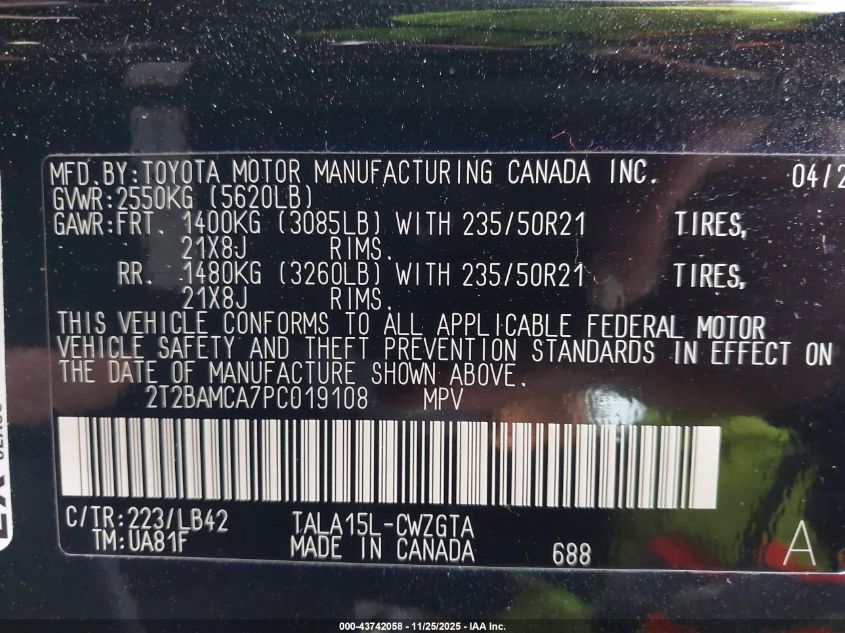 MFD.BY:TOYOTA MOTOR MANUFACTURING CANADA INC. 04/2
GVWR:2550KG (5620LB)
GAWR:FRT. 1400KG (3085LB) WITH 235/50R21 TIRES,
21X8J RIMS.
RR. 1480KG (3260LB) WITH 235/50R21 TIRES,
21X8J RIMS.
THIS VEHICLE CONFORMS TO ALL APPLICABLE FEDERAL MOTOR
VEHICLE SAFETY AND THEFT PREVENTION STANDARDS IN EFFECT ON
THE DATE OF MANUFACTURE SHOWN ABOVE.
2T2BAMCA7PC019108 MPV
C/TR:223/LB42 TALA15L-CWZGTA
TM:UA81F MADE IN CANADA 688 A
000-43742058 - 11/25/2025 - IAA Inc.